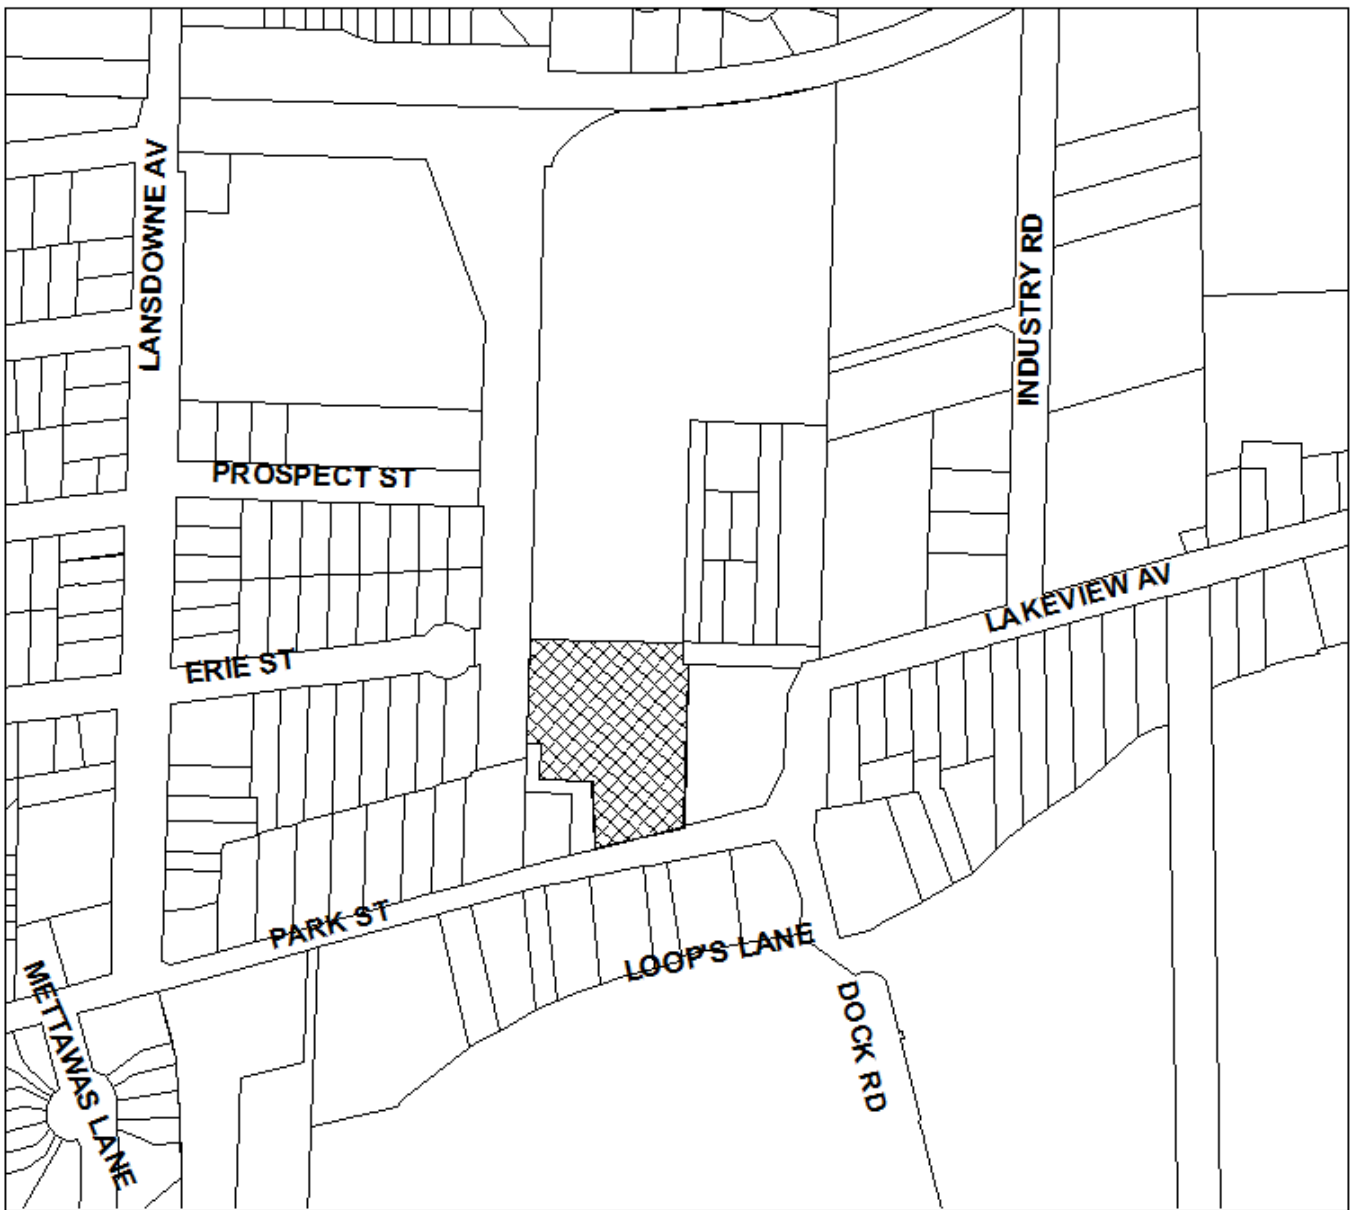 LANSDOWNE AV
INDUSTRY RD
PROSPECT ST
LAKEVIEW AV
ERIE ST
PARK ST
LOOP'S LANE
METTAWAS LANE
DOCK RD